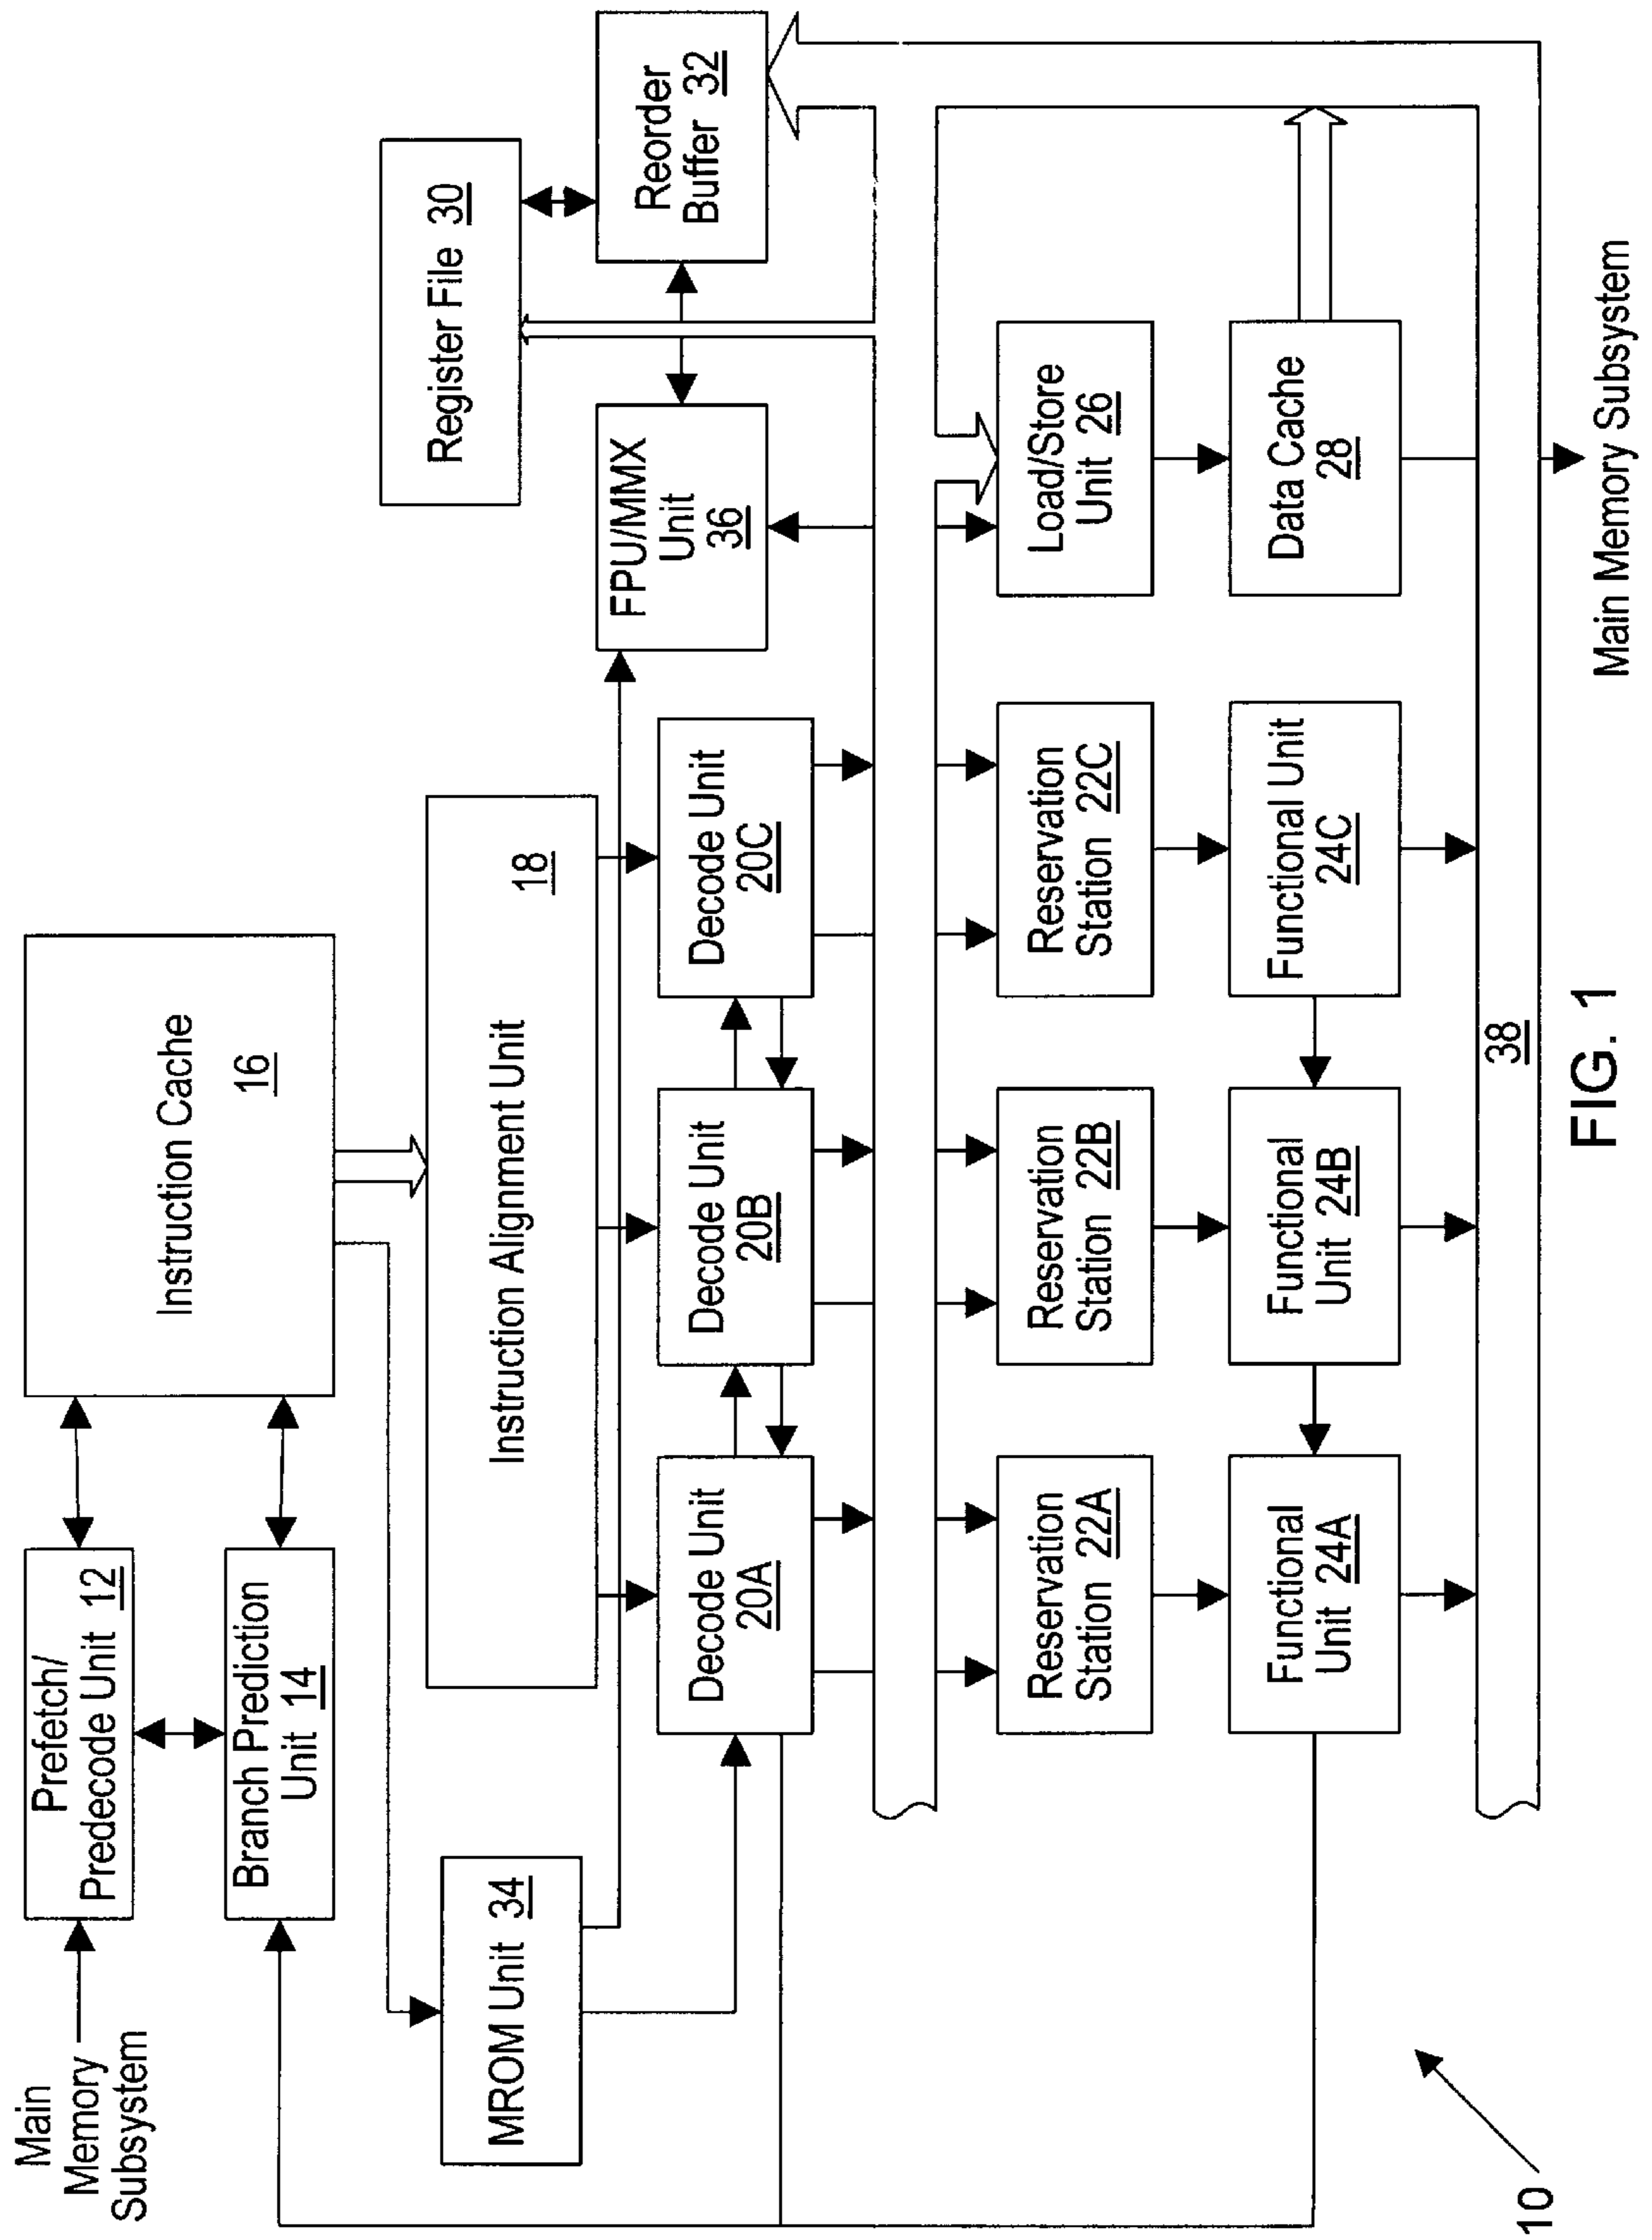 Main
Memory
Subsystem
Prefetch/
Predecode Unit 12
Branch Prediction
Unit 14
Instruction Cache
16
Register File 30
MROM Unit 34
Instruction Alignment Unit
18
FPU/MMX
Unit
36
Reorder
Buffer 32
Decode Unit
20A
Decode Unit
20B
Decode Unit
20C
Reservation
Station 22A
Reservation
Station 22B
Reservation
Station 22C
Load/Store
Unit 26
Functional
Unit 24A
Functional
Unit 24B
Functional Unit
24C
Data Cache
28
38
Main Memory Subsystem
10
FIG. 1